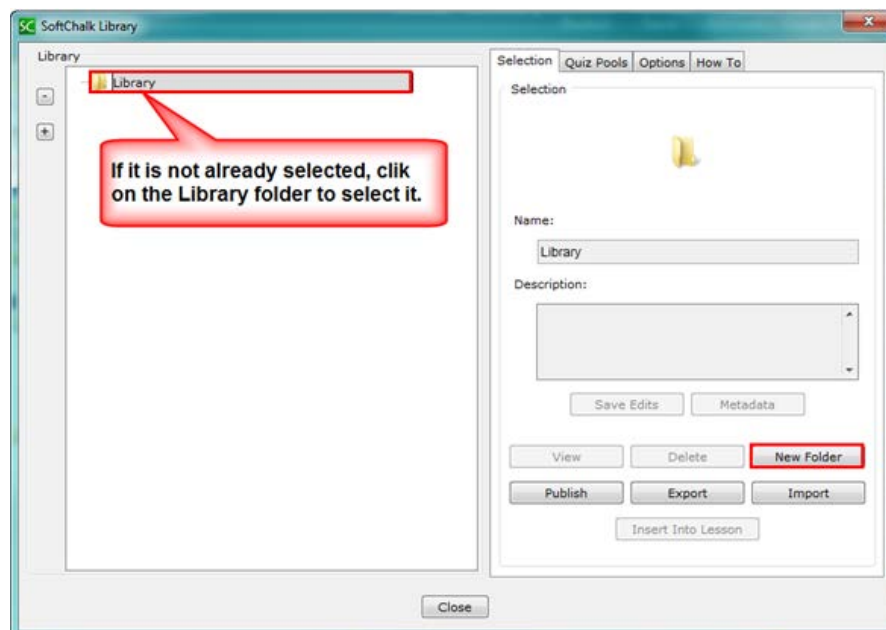 SC SoftChalk Library
x
Library
Selection
Quiz Pools
Options
How To
-
+
Library
If it is not already selected, clik
on the Library folder to select it.
Selection
Name:
Library
Description:
Save Edits
Metadata
View
Delete
New Folder
Publish
Export
Import
Insert Into Lesson
Close